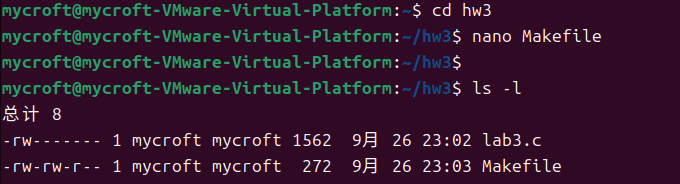 mycroft@mycroft-VMware-Virtual-Platform:~$ cd hw3
mycroft@mycroft-VMware-Virtual-Platform:~/hw3$ nano Makefile
mycroft@mycroft-VMware-Virtual-Platform:~/hw3$
mycroft@mycroft-VMware-Virtual-Platform:~/hw3$ ls -l
总计 8
-rw------- 1 mycroft mycroft 1562  9月 26 23:02 lab3.c
-rw-rw-r-- 1 mycroft mycroft  272  9月 26 23:03 Makefile